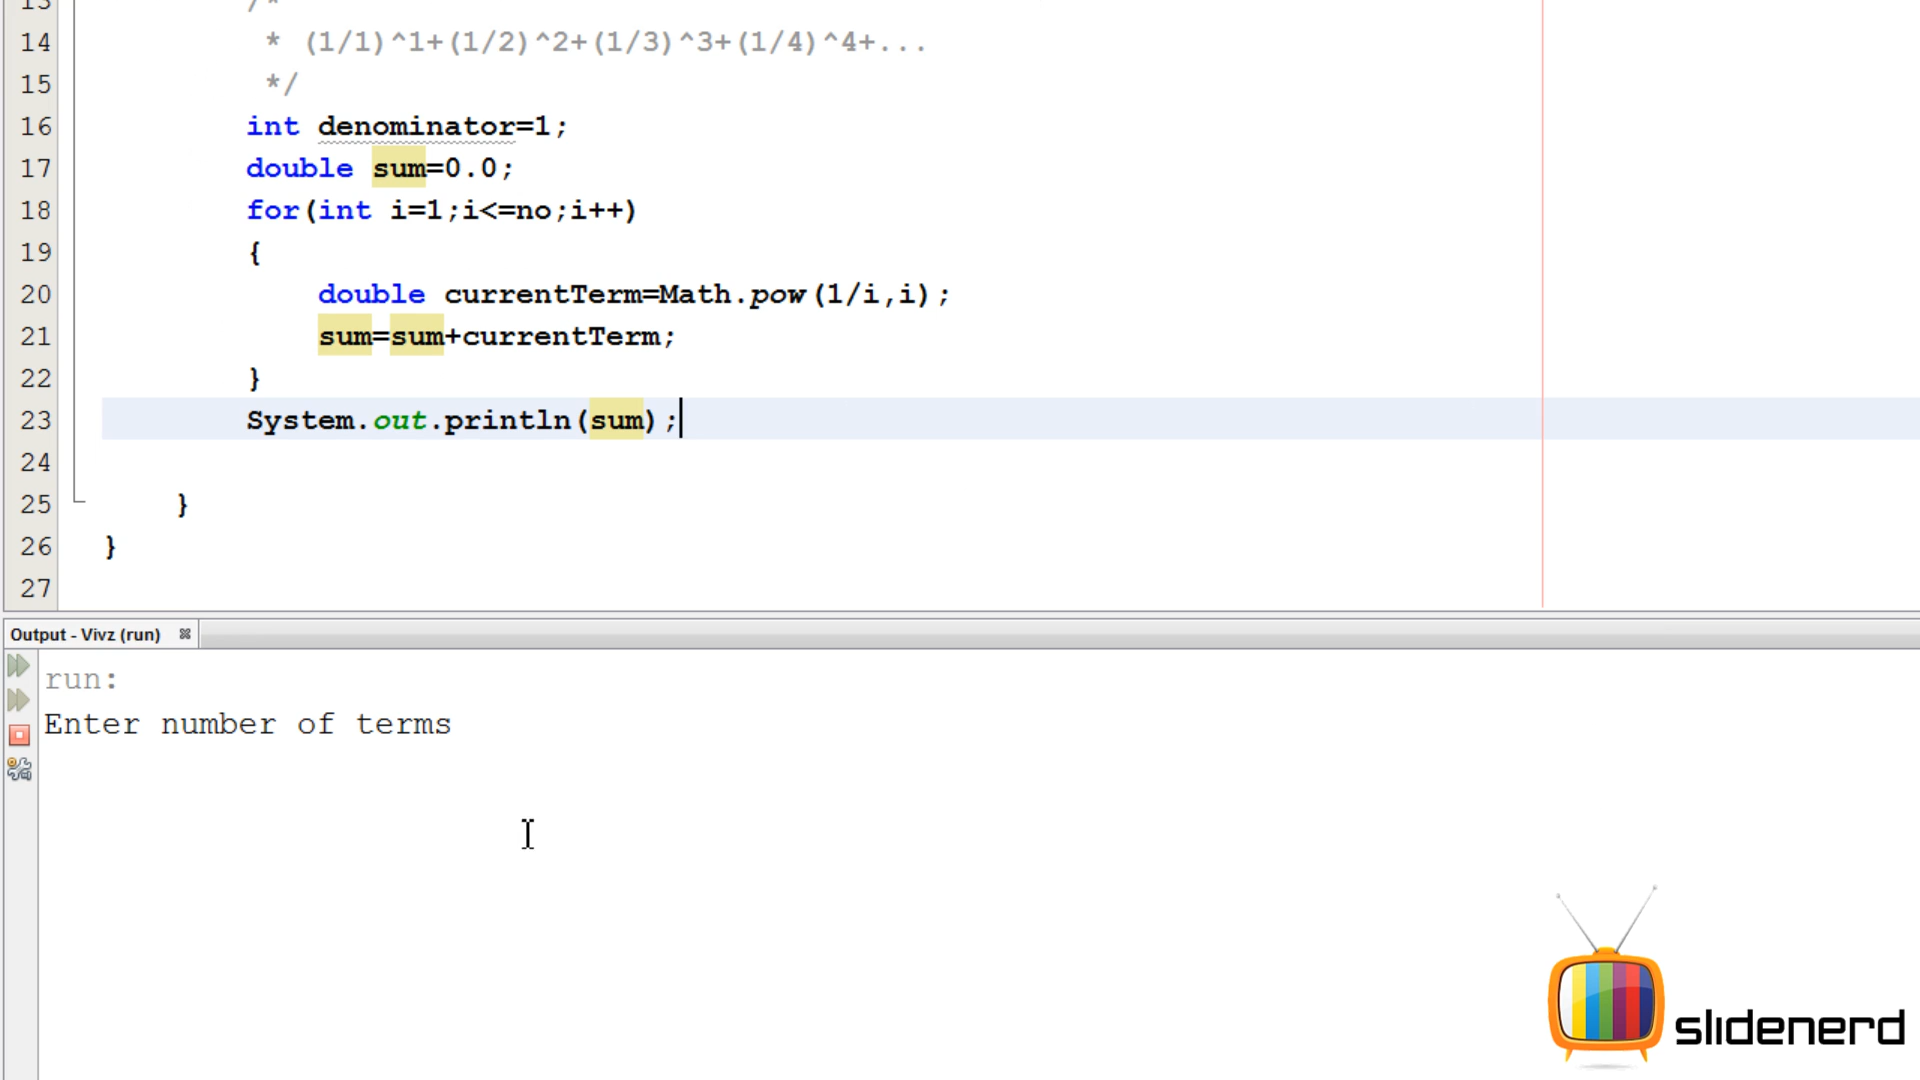 13 /*
14 * (1/1)^1+(1/2)^2+(1/3)^3+(1/4)^4+...
15 */
16 int denominator=1;
17 double sum=0.0;
18 for(int i=1;i<=no;i++)
19 {
20 double currentTerm=Math.pow(1/i,i);
21 sum=sum+currentTerm;
22 }
23 System.out.println(sum);
24
25 }
26 }
27
Output - Vivz (run)
run:
Enter number of terms
slidenerd